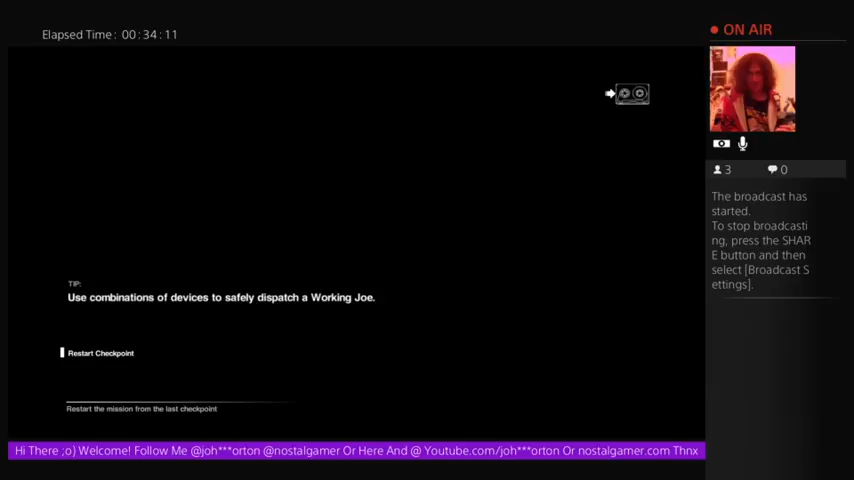 Elapsed Time: 00:34:11
ON AIR
3
0
The broadcast has
started.
To stop broadcasti
ng, press the SHAR
E button and then
select [Broadcast S
ettings].
TIP:
Use combinations of devices to safely dispatch a Working Joe.
Restart Checkpoint
Restart the mission from the last checkpoint
Hi There ;o) Welcome! Follow Me @joh***orton @nostalgamer Or Here And @ Youtube.com/joh***orton Or nostalgamer.com Thnx